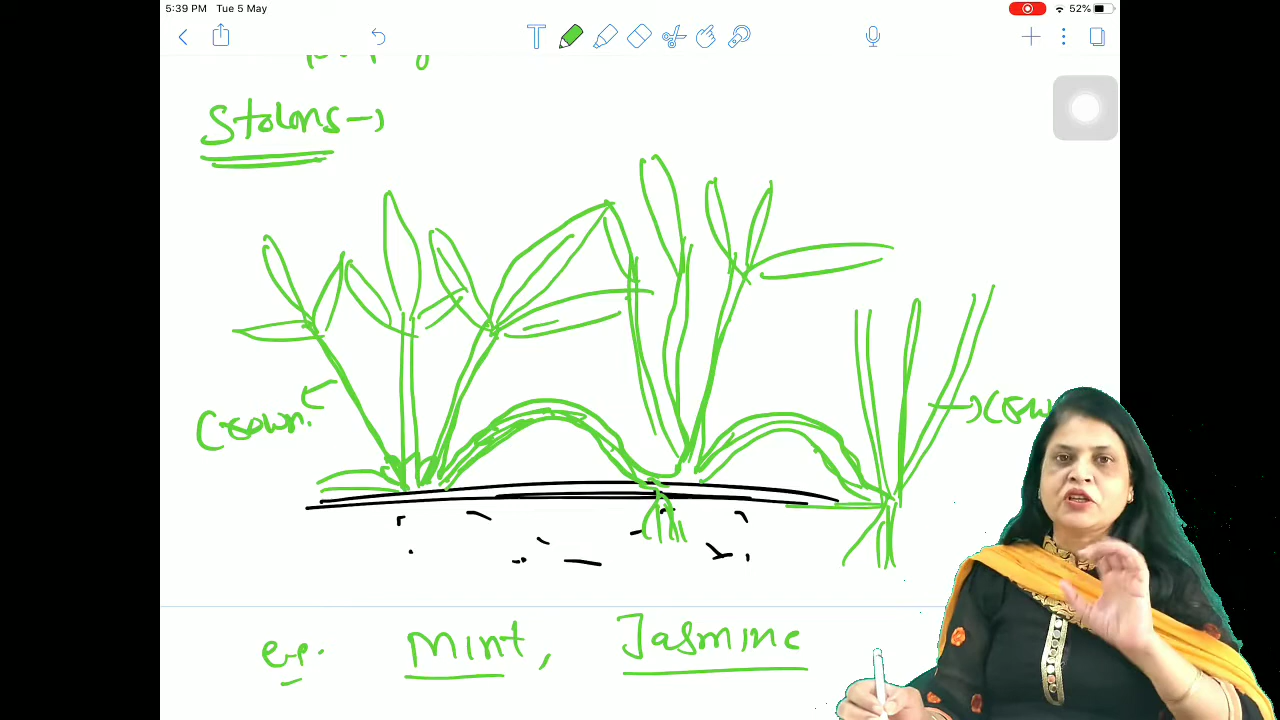 5:39 PM Tue 5 May 52%
Stolons→
Crown.
eg. Mint, Jasmine